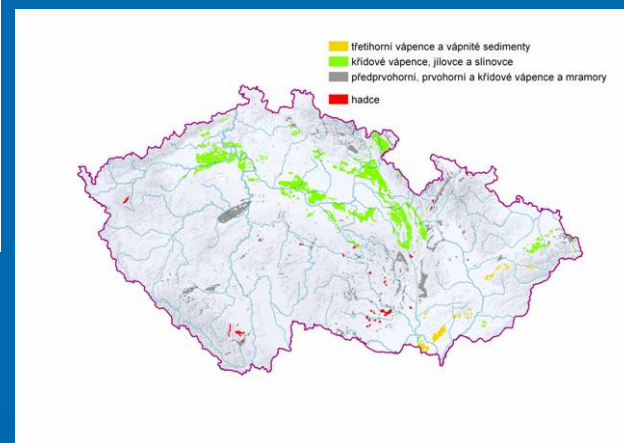 třetihorní vápence a vápnité sedimenty
křídové vápence, jílovce a slínovce
předprvohorní, prvohorní a křídové vápence a mramory
hadce